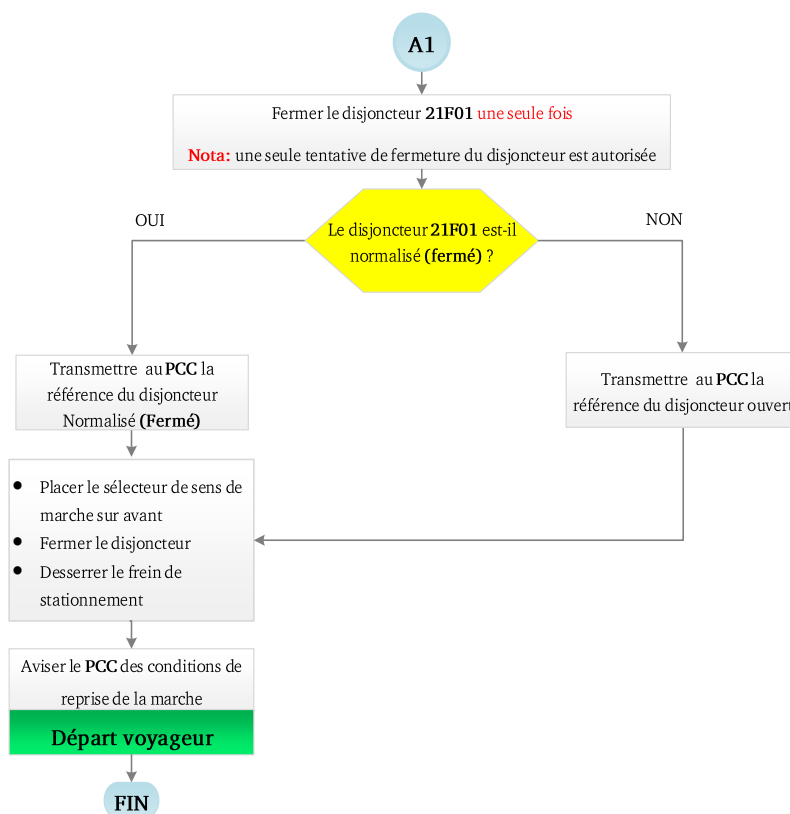 A1
Fermer le disjoncteur 21F01 une seule fois
Nota: une seule tentative de fermeture du disjoncteur est autorisée
OUI
NON
Le disjoncteur 21F01 est-il
normalisé (fermé) ?
Transmettre au PCC la
référence du disjoncteur
Normalisé (Fermé)
Transmettre au PCC la
référence du disjoncteur ouvert
• Placer le sélecteur de sens de
marche sur avant
• Fermer le disjoncteur
• Desserrer le frein de
stationnement
Aviser le PCC des conditions de
reprise de la marche
Départ voyageur
FIN